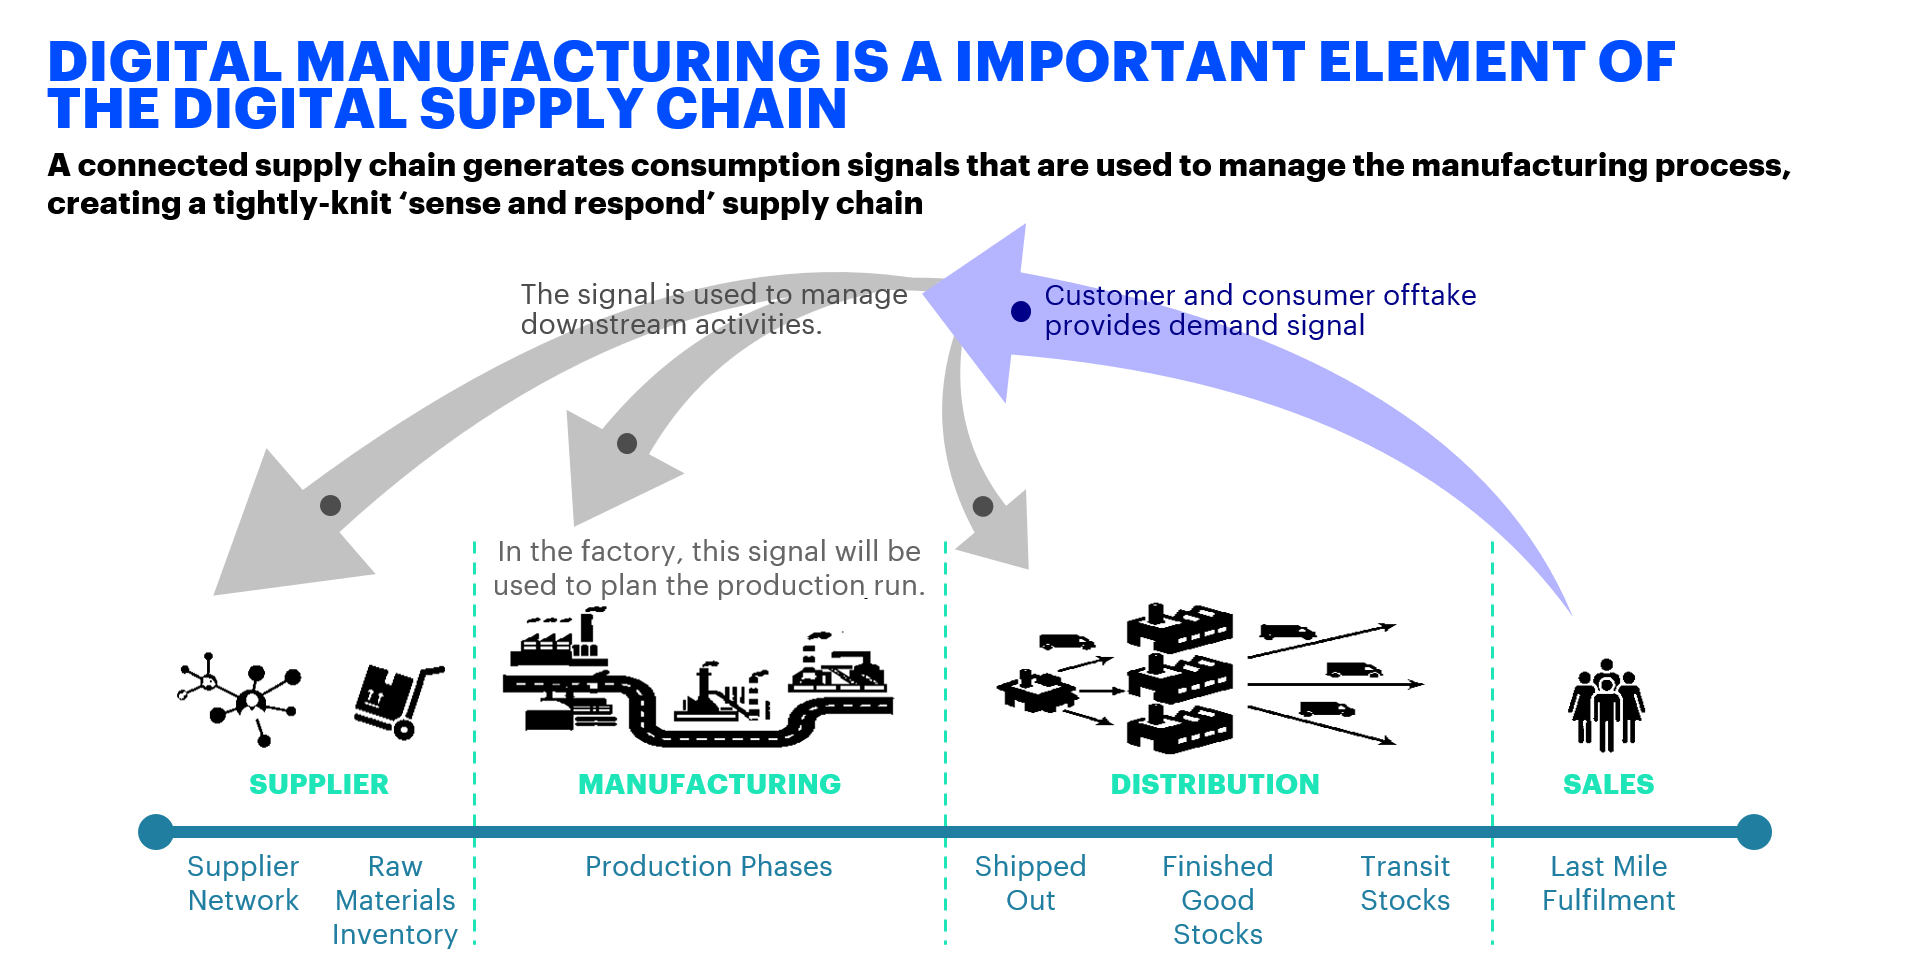 DIGITAL MANUFACTURING IS A IMPORTANT ELEMENT OF
THE DIGITAL SUPPLY CHAIN
A connected supply chain generates consumption signals that are used to manage the manufacturing process,
creating a tightly-knit ‘sense and respond’ supply chain
The signal is used to manage
downstream activities.
Customer and consumer offtake
provides demand signal
In the factory, this signal will be
used to plan the production run.
SUPPLIER
MANUFACTURING
DISTRIBUTION
SALES
Supplier
Network
Raw
Materials
Inventory
Production Phases
Shipped
Out
Finished
Good
Stocks
Transit
Stocks
Last Mile
Fulfilment